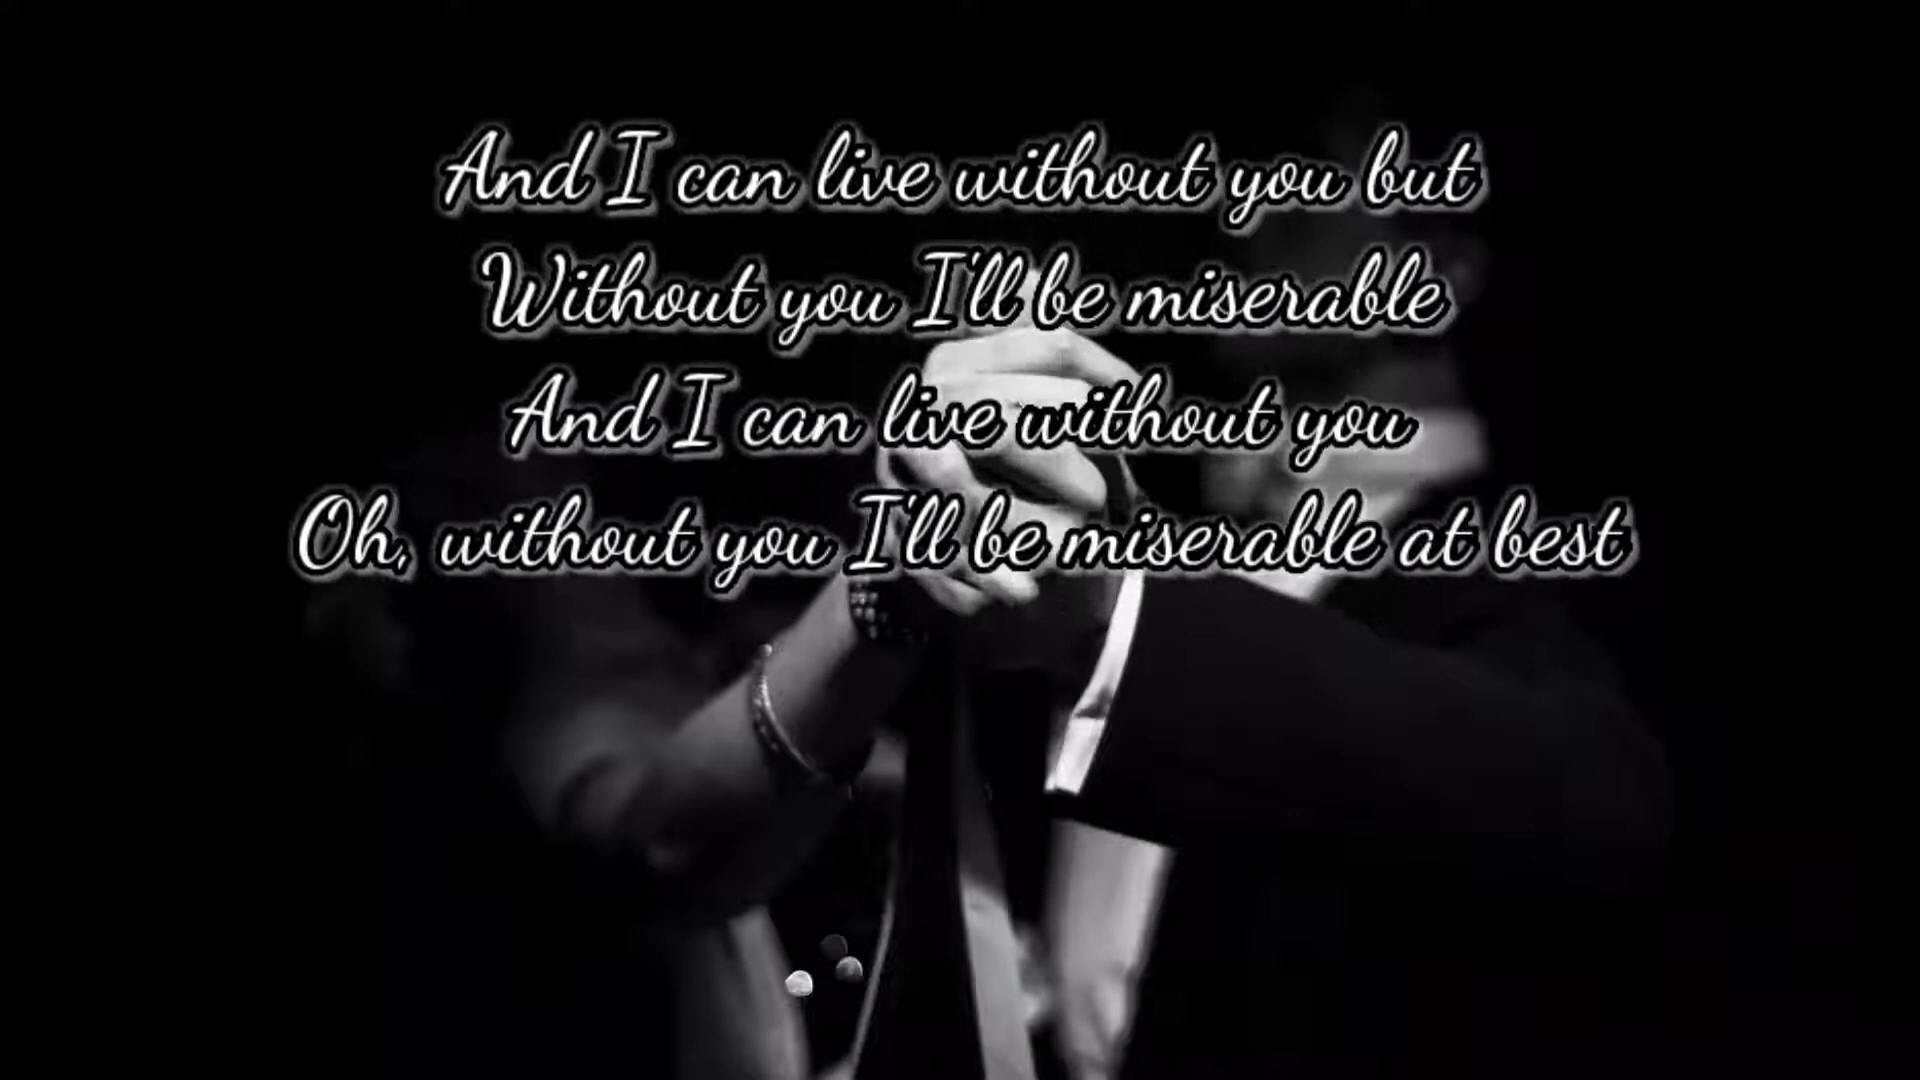 And I can live without you but
Without you I'll be miserable
And I can live without you
Oh, without you I'll be miserable at best